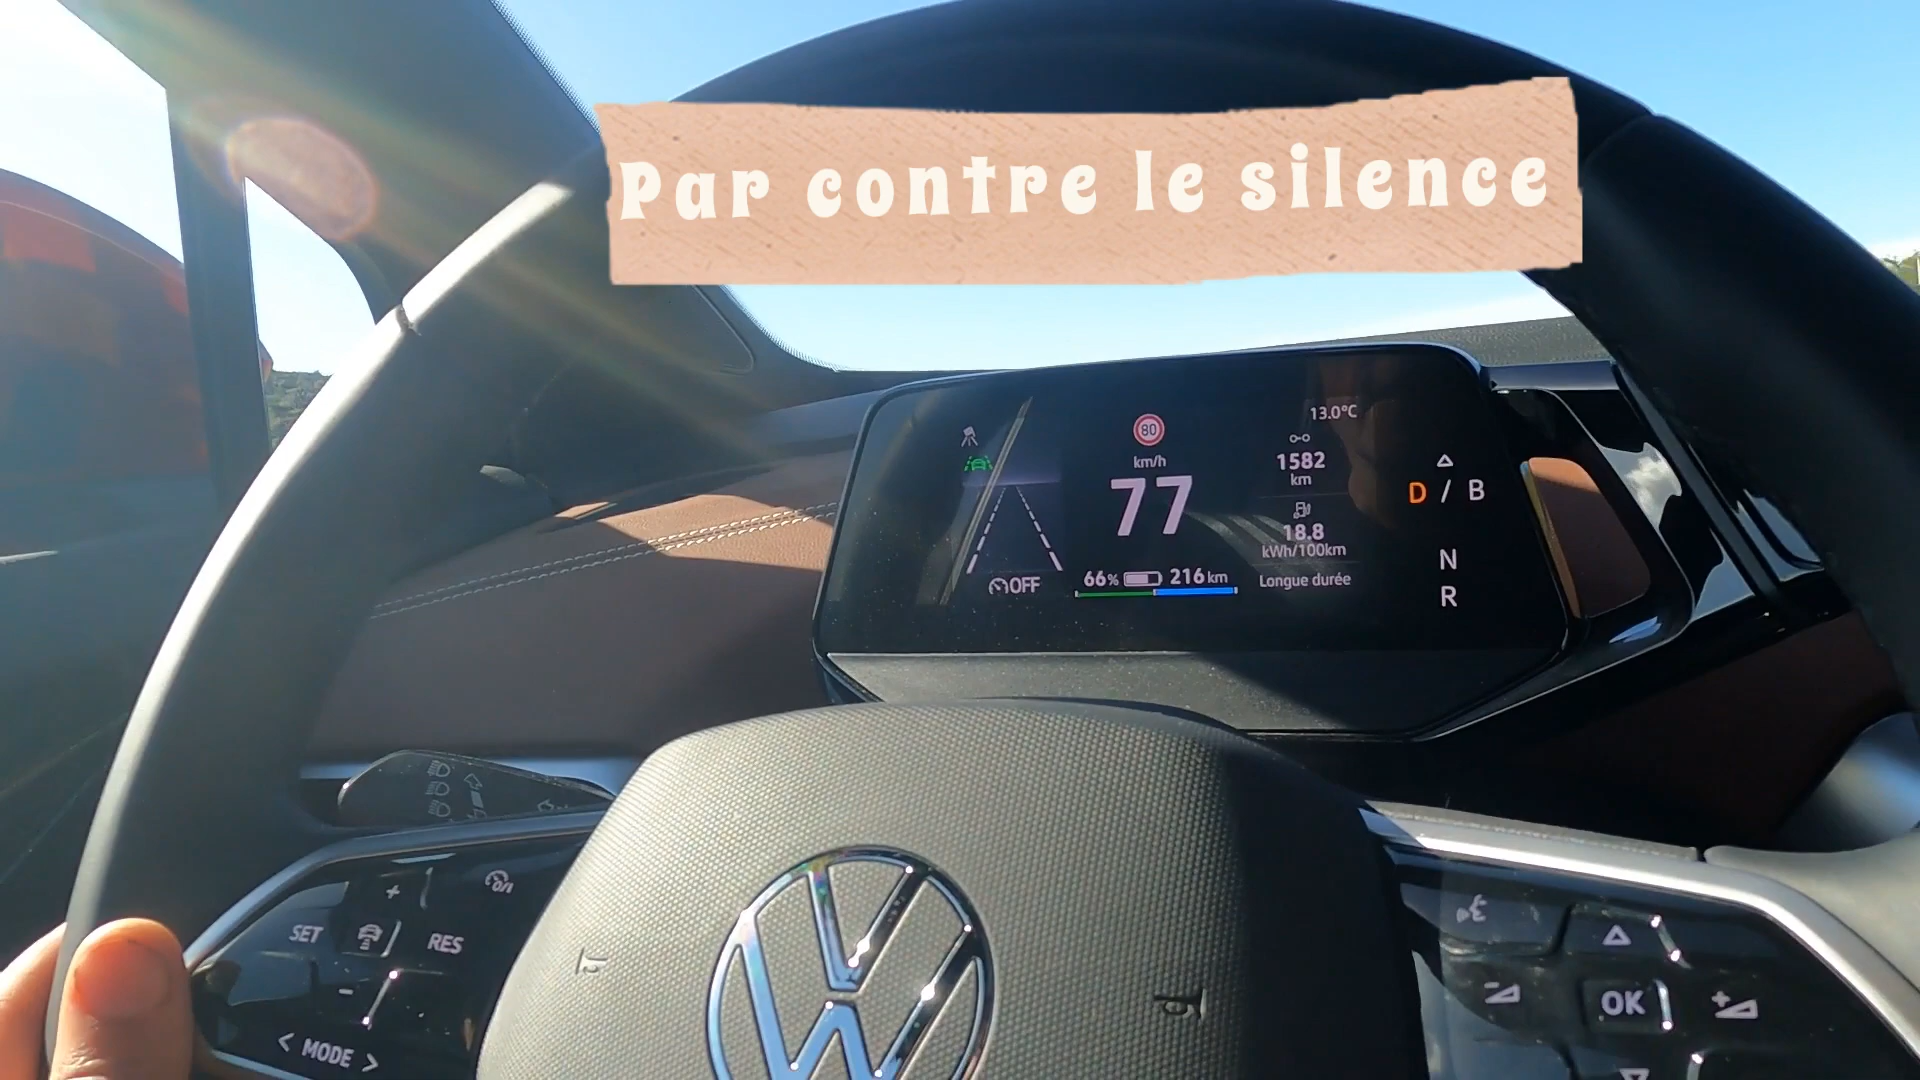 Par contre le silence
13.0°C
80
km/h
77
1582
km
18.8
kWh/100km
Longue durée
66% 216 km
OFF
D / B
N
R
SET
+
RES
-
< MODE >
OK